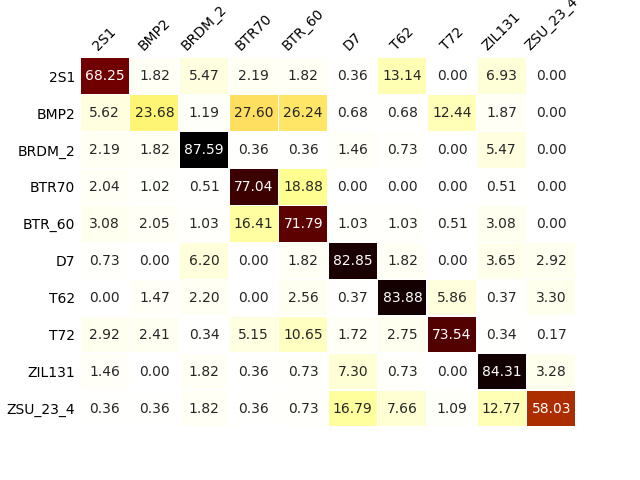 2S1 BMP2 BRDM_2 BTR70 BTR_60 D7 T62 T72 ZIL131 ZSU_23_4
2S1 68.25 1.82 5.47 2.19 1.82 0.36 13.14 0.00 6.93 0.00
BMP2 5.62 23.68 1.19 27.60 26.24 0.68 0.68 12.44 1.87 0.00
BRDM_2 2.19 1.82 87.59 0.36 0.36 1.46 0.73 0.00 5.47 0.00
BTR70 2.04 1.02 0.51 77.04 18.88 0.00 0.00 0.00 0.51 0.00
BTR_60 3.08 2.05 1.03 16.41 71.79 1.03 1.03 0.51 3.08 0.00
D7 0.73 0.00 6.20 0.00 1.82 82.85 1.82 0.00 3.65 2.92
T62 0.00 1.47 2.20 0.00 2.56 0.37 83.88 5.86 0.37 3.30
T72 2.92 2.41 0.34 5.15 10.65 1.72 2.75 73.54 0.34 0.17
ZIL131 1.46 0.00 1.82 0.36 0.73 7.30 0.73 0.00 84.31 3.28
ZSU_23_4 0.36 0.36 1.82 0.36 0.73 16.79 7.66 1.09 12.77 58.03